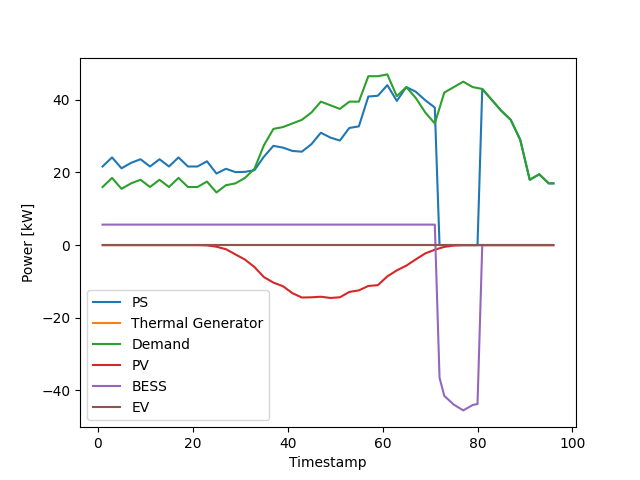 40
20
0
−20
−40
Power [kW]
PS
Thermal Generator
Demand
PV
BESS
EV
0 20 40 60 80 100
Timestamp